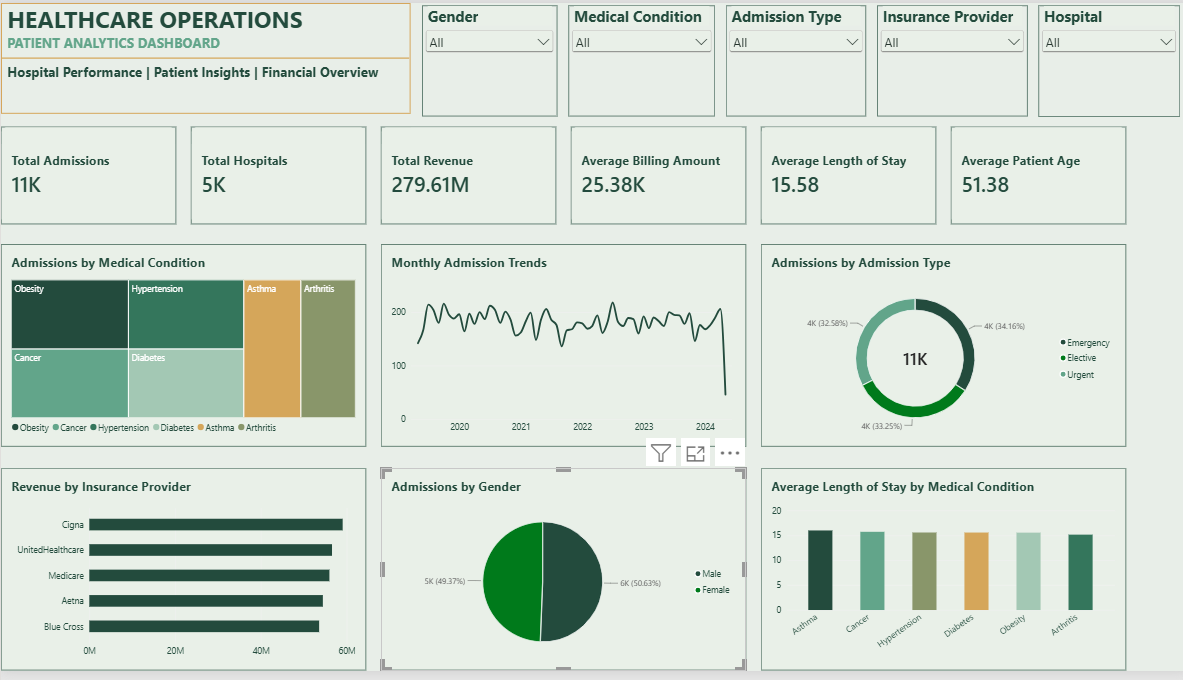 HEALTHCARE OPERATIONS
PATIENT ANALYTICS DASHBOARD
Hospital Performance | Patient Insights | Financial Overview
Gender
All
Medical Condition
All
Admission Type
All
Insurance Provider
All
Hospital
All
Total Admissions
11K
Total Hospitals
5K
Total Revenue
279.61M
Average Billing Amount
25.38K
Average Length of Stay
15.58
Average Patient Age
51.38
Admissions by Medical Condition
Obesity
Hypertension
Asthma
Arthritis
Cancer
Diabetes
Obesity Cancer Hypertension Diabetes Asthma Arthritis
Monthly Admission Trends
200
100
0
2020 2021 2022 2023 2024
Admissions by Admission Type
4K (32.58%)
4K (34.16%)
11K
4K (33.25%)
Emergency
Elective
Urgent
Revenue by Insurance Provider
Cigna
UnitedHealthcare
Medicare
Aetna
Blue Cross
0M 20M 40M 60M
Admissions by Gender
5K (49.37%)
6K (50.63%)
Male
Female
Average Length of Stay by Medical Condition
20
15
10
5
0
Asthma Cancer Hypertension Diabetes Obesity Arthritis